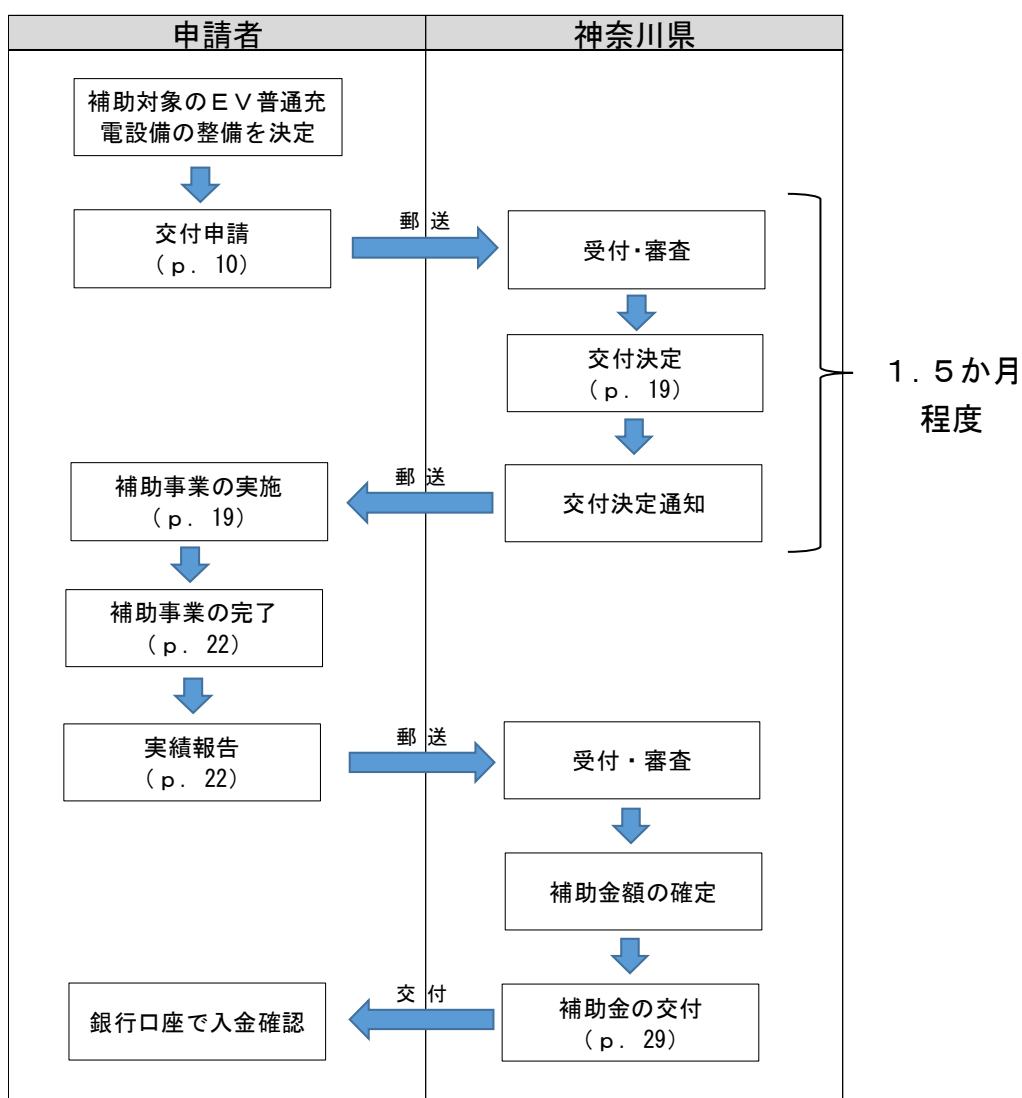 申請者
神奈川県
補助対象のEV普通充
電設備の整備を決定
交付申請
(p. 10)
郵送
受付・審査
交付決定
(p. 19)
交付決定通知
1.5か月
程度
郵送
補助事業の実施
(p. 19)
補助事業の完了
(p. 22)
実績報告
(p. 22)
郵送
受付・審査
補助金額の確定
補助金の交付
(p. 29)
交付
銀行口座で入金確認